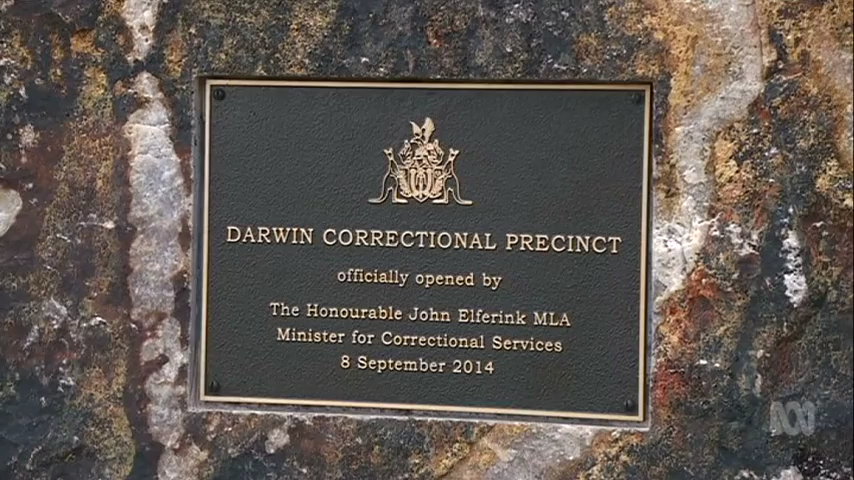 DARWIN CORRECTIONAL PRECINCT
officially opened by
The Honourable John Elferink MLA
Minister for Correctional Services
8 September 2014